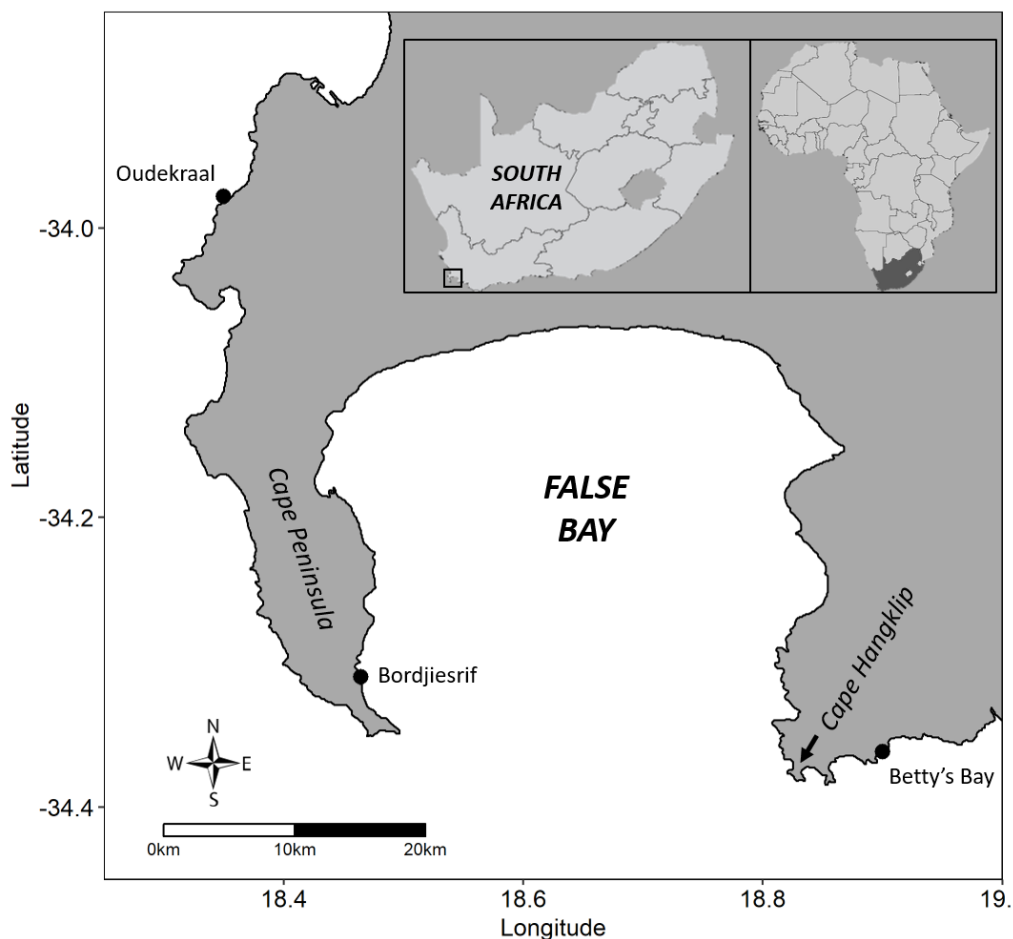 Oudekraal
SOUTH
AFRICA
-34.0
Latitude
-34.2
-34.4
Cape Peninsula
FALSE
BAY
Bordjiesrif
Cape Hangklip
Betty’s Bay
N
W
E
S
0km
10km
20km
18.4
18.6
18.8
19.
Longitude